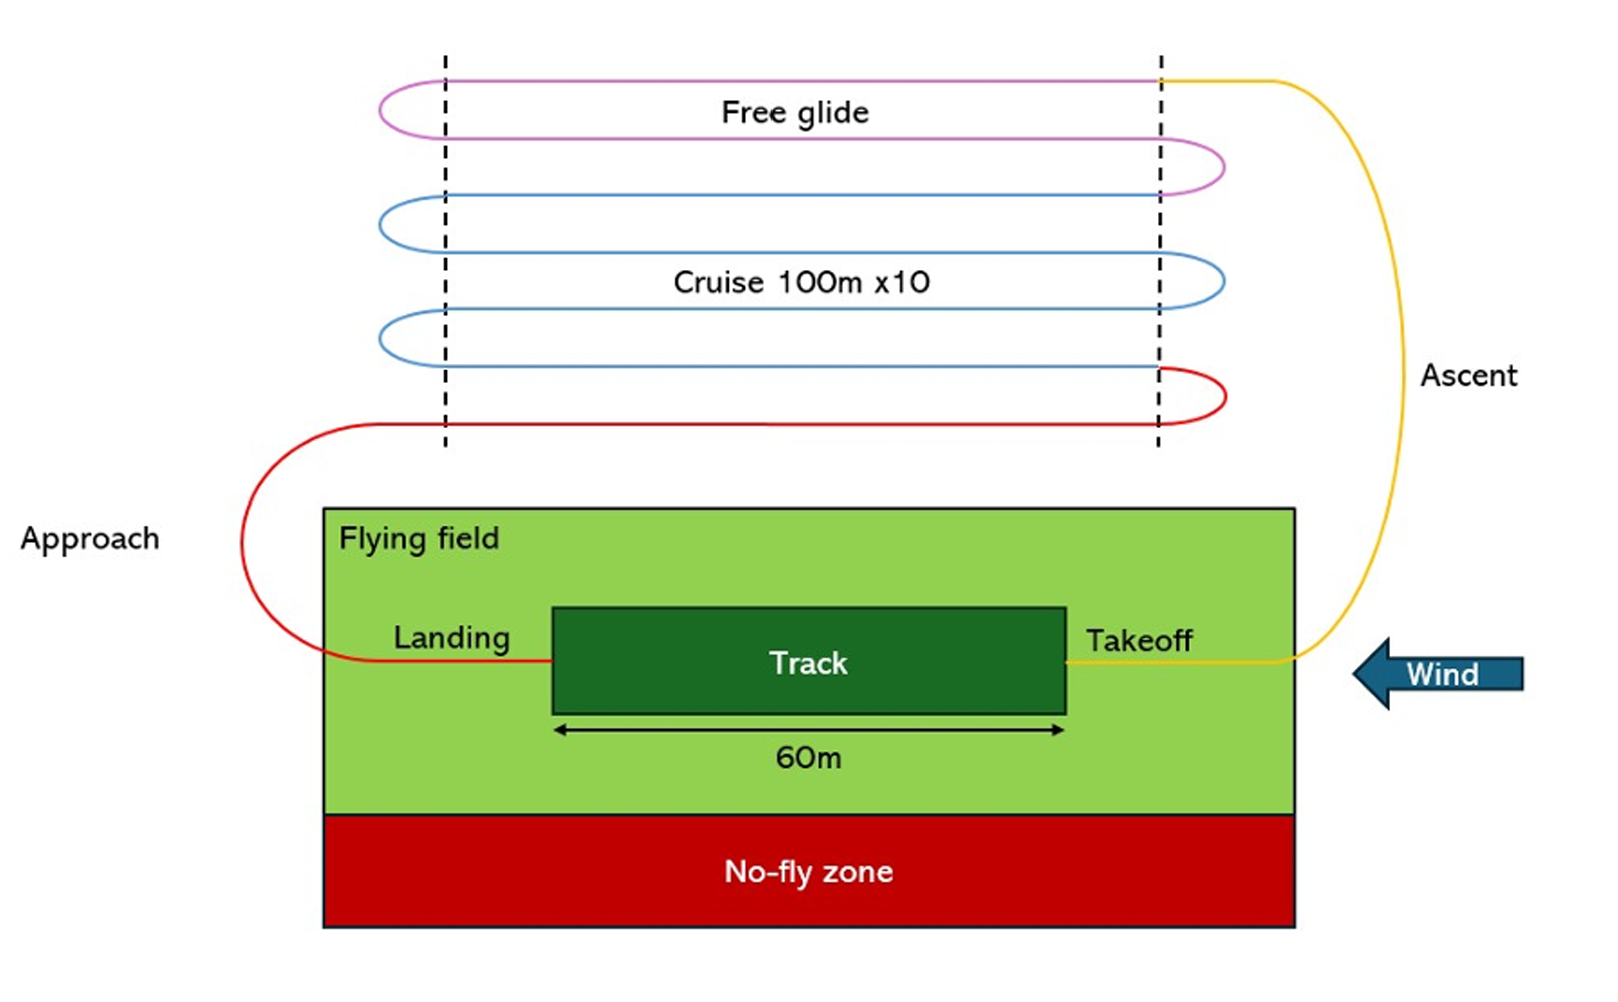 Free glide
Cruise 100m x10
Ascent
Approach
Flying field
Landing
Takeoff
Track
Wind
60m
No-fly zone